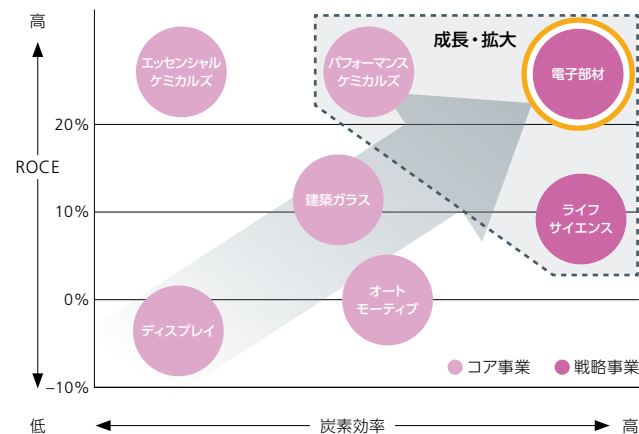 高
成長・拡大
エッセンシャル
ケミカルズ
パフォーマンス
ケミカルズ
電子部材
20%
ROCE
建築ガラス
10%
ライフ
サイエンス
0%
オート
モーティブ
ディスプレイ
コア事業
戦略事業
–10%
低
炭素効率
高